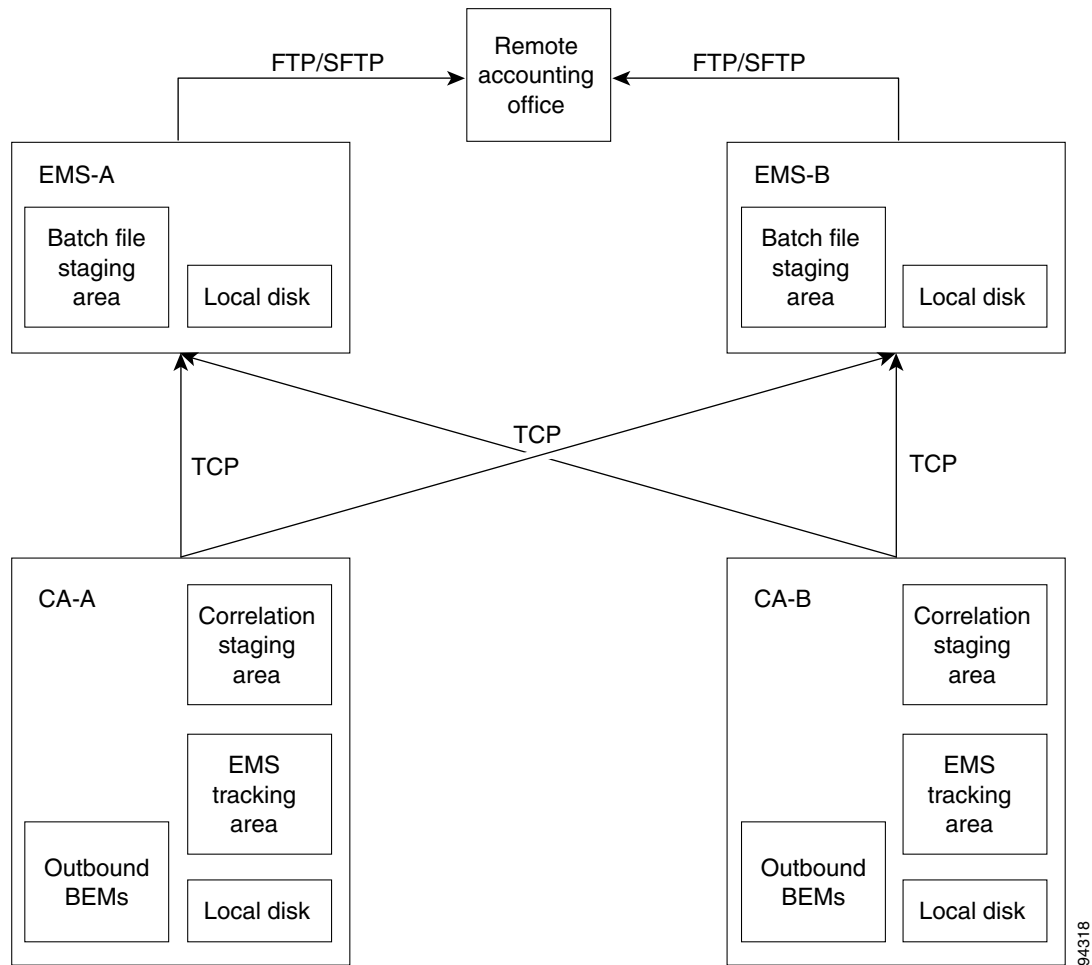 Remote
accounting
office
FTP/SFTP
FTP/SFTP
EMS-A
Batch file
staging
area
Local disk
EMS-B
Batch file
staging
area
Local disk
TCP
TCP
TCP
CA-A
Correlation
staging
area
EMS
tracking
area
Outbound
BEMs
Local disk
CA-B
Correlation
staging
area
EMS
tracking
area
Outbound
BEMs
Local disk
94318